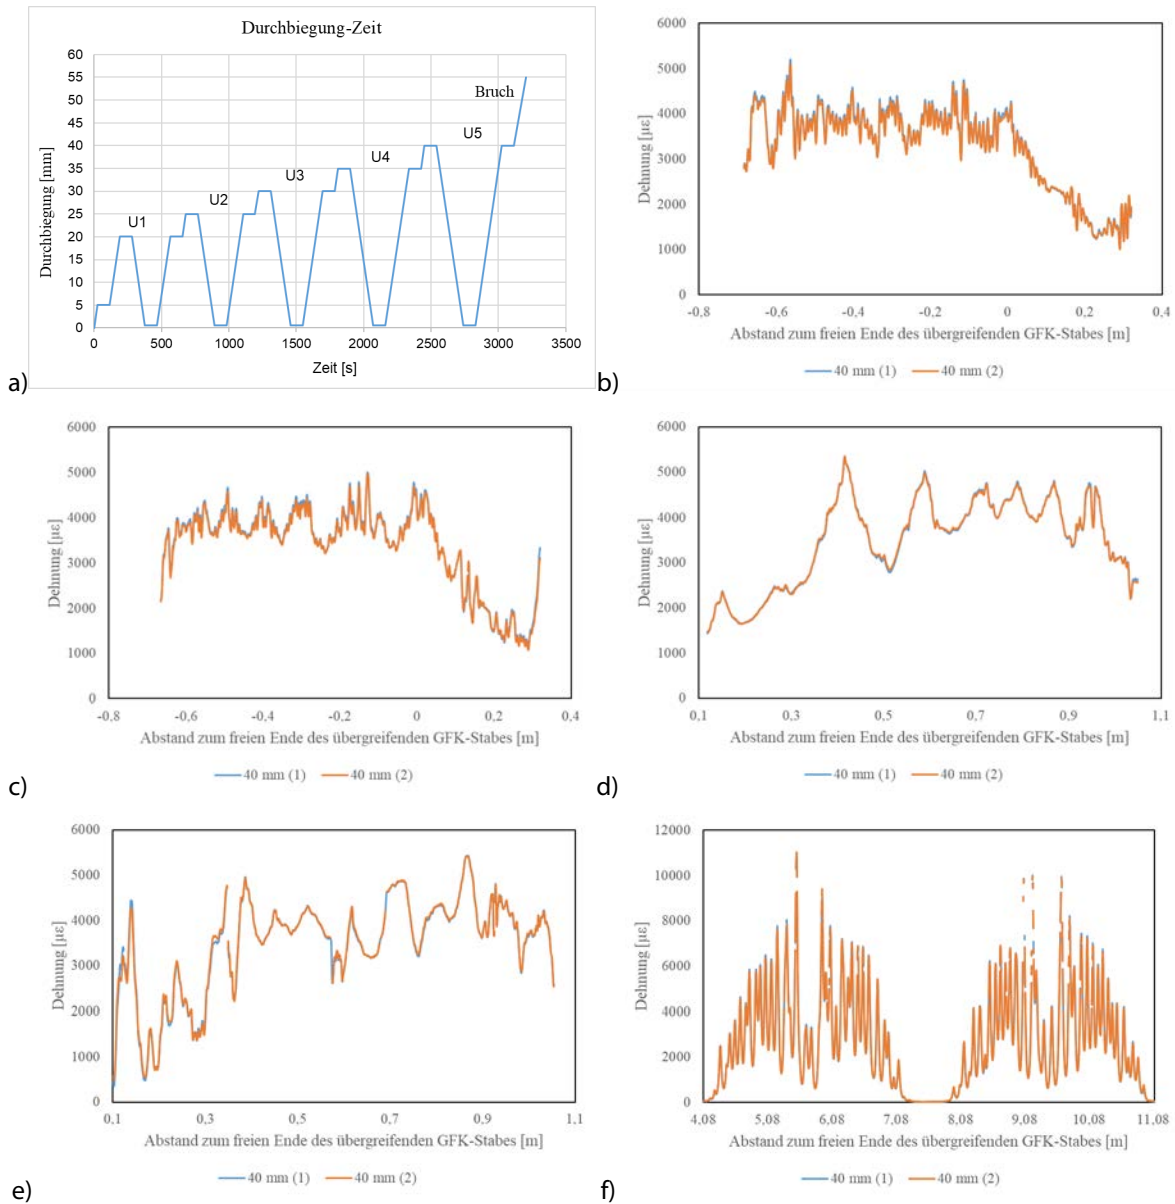 Durchbiegung-Zeit
Durchbiegung [mm]
60
55
50
45
40
35
30
25
20
15
10
5
0
U1
U2
U3
U4
U5
Bruch
0 500 1000 1500 2000 2500 3000 3500
Zeit [s]
a)
Dehnung [µε]
6000
5000
4000
3000
2000
1000
0
-0,8 -0,6 -0,4 -0,2 0 0,2 0,4
Abstand zum freien Ende des übergreifenden GFK-Stabes [m]
40 mm (1) 40 mm (2)
b)
Dehnung [µε]
6000
5000
4000
3000
2000
1000
0
-0,8 -0,6 -0,4 -0,2 0 0,2 0,4
Abstand zum freien Ende des übergreifenden GFK-Stabes [m]
40 mm (1) 40 mm (2)
c)
Dehnung [µε]
6000
5000
4000
3000
2000
1000
0
0,1 0,3 0,5 0,7 0,9 1,1
Abstand zum freien Ende des übergreifenden GFK-Stabes [m]
40 mm (1) 40 mm (2)
d)
Dehnung [µε]
6000
5000
4000
3000
2000
1000
0
0,1 0,3 0,5 0,7 0,9 1,1
Abstand zum freien Ende des übergreifenden GFK-Stabes [m]
40 mm (1) 40 mm (2)
e)
Dehnung [µε]
12000
10000
8000
6000
4000
2000
0
4,08 5,08 6,08 7,08 8,08 9,08 10,08 11,08
Abstand zum freien Ende des übergreifenden GFK-Stabes [m]
40 mm (1) 40 mm (2)
f)